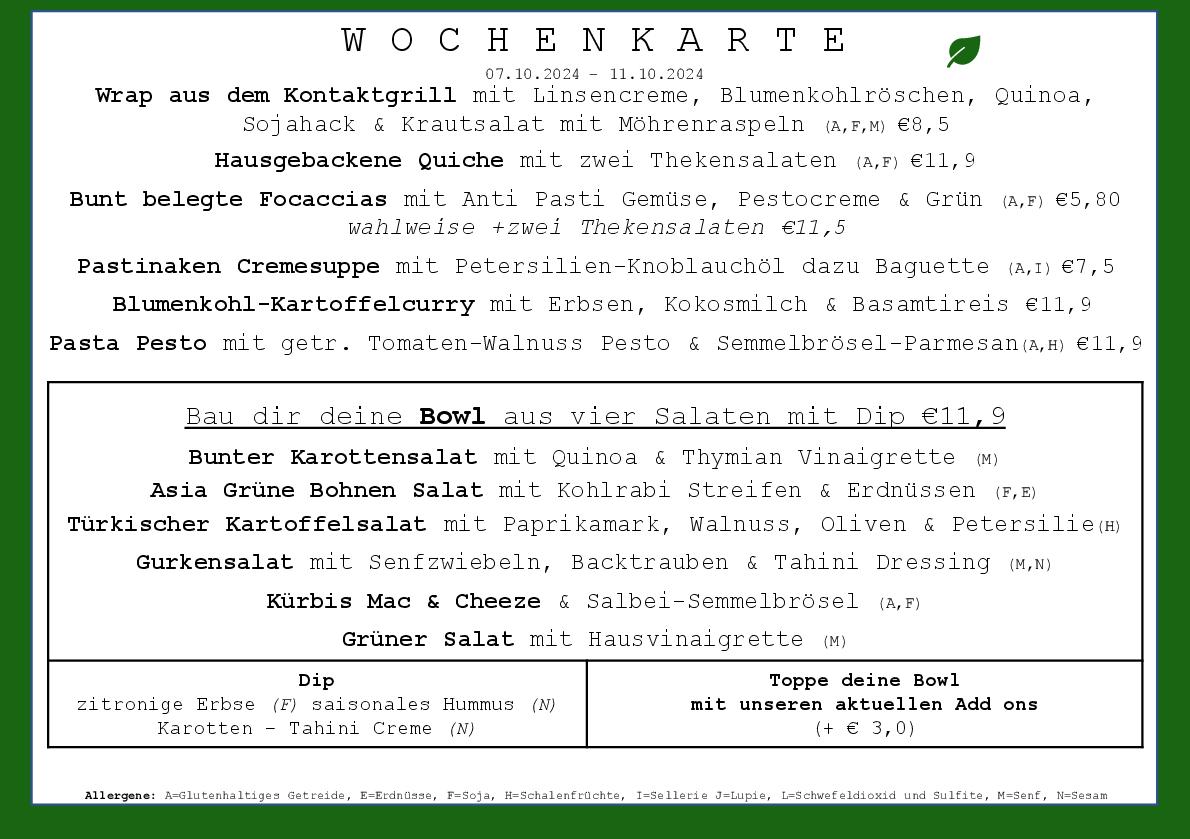 WOCHENKARTE
07.10.2024 – 11.10.2024
Wrap aus dem Kontaktgrill mit Linsencreme, Blumenkohlröschen, Quinoa,
Sojahack & Krautsalat mit Möhrenraspeln (A,F,M) €8,5
Hausgebackene Quiche mit zwei Thekensalaten (A,F) €11,9
Bunt belegte Focaccias mit Anti Pasti Gemüse, Pestocreme & Grün (A,F) €5,80
wahlweise +zwei Thekensalaten €11,5
Pastinaken Cremesuppe mit Petersilien-Knoblauchöl dazu Baguette (A,I) €7,5
Blumenkohl-Kartoffelcurry mit Erbsen, Kokosmilch & Basamtireis €11,9
Pasta Pesto mit getr. Tomaten-Walnuss Pesto & Semmelbrösel-Parmesan(A,H) €11,9
Bau dir deine Bowl aus vier Salaten mit Dip €11,9
Bunter Karottensalat mit Quinoa & Thymian Vinaigrette (M)
Asia Grüne Bohnen Salat mit Kohlrabi Streifen & Erdnüssen (F,E)
Türkischer Kartoffelsalat mit Paprikamark, Walnuss, Oliven & Petersilie(H)
Gurkensalat mit Senfzwiebeln, Backtrauben & Tahini Dressing (M,N)
Kürbis Mac & Cheeze & Salbei-Semmelbrösel (A,F)
Grüner Salat mit Hausvinaigrette (M)
Dip
zitronige Erbse (F) saisonales Hummus (N)
Karotten – Tahini Creme (N)
Toppe deine Bowl
mit unseren aktuellen Add ons
(+ € 3,0)
Allergene: A=Glutenhaltiges Getreide, E=Erdnüsse, F=Soja, H=Schalenfrüchte, I=Sellerie J=Lupie, L=Schwefeldioxid und Sulfite, M=Senf, N=Sesam